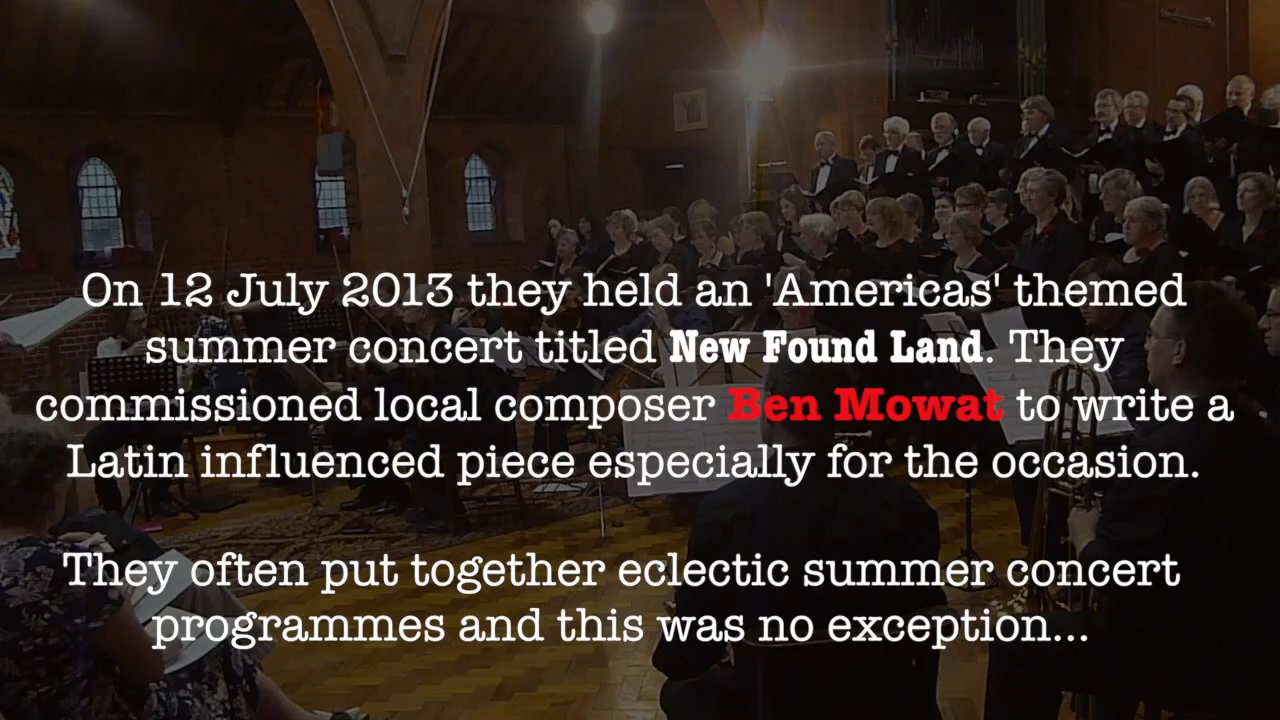 On 12 July 2013 they held an 'Americas' themed
summer concert titled New Found Land. They
commissioned local composer Ben Mowat to write a
Latin influenced piece especially for the occasion.
They often put together eclectic summer concert
programmes and this was no exception...